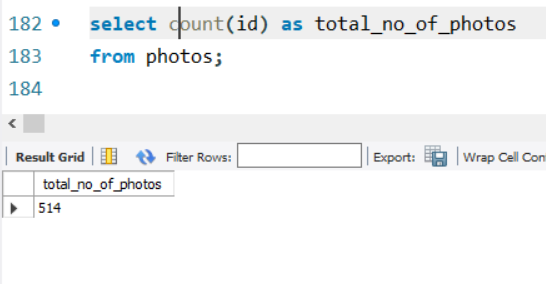 182 select count(id) as total_no_of_photos
183 from photos;
184
Result Grid Filter Rows: Export: Wrap Cell Con
total_no_of_photos
514